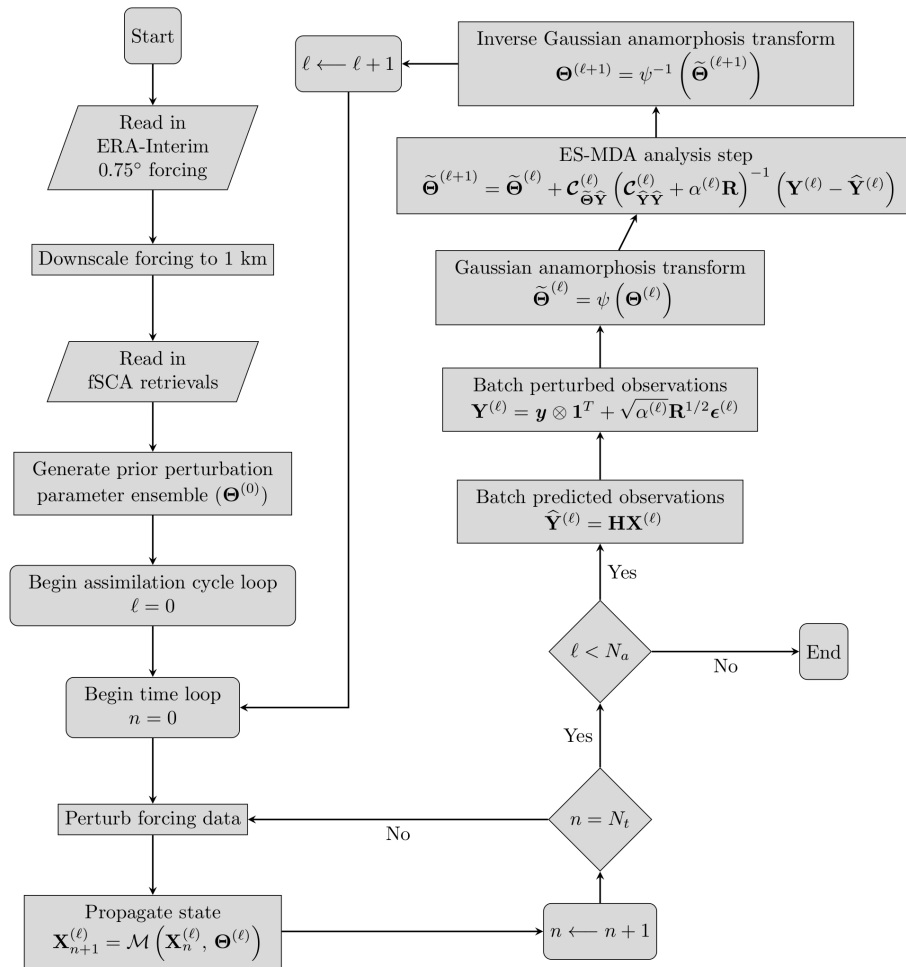 Start
Read in
ERA-Interim
0.75° forcing
Downscale forcing to 1 km
Read in
fSCA retrievals
Generate prior perturbation
parameter ensemble (Θ^(0))
Begin assimilation cycle loop
ℓ = 0
Begin time loop
n = 0
Perturb forcing data
Propagate state
X_{n+1}^(ℓ) = ℳ(X_n^(ℓ), Θ^(ℓ))
n ⟵ n + 1
n = N_t
No
Yes
ℓ < N_a
No
End
Yes
Batch predicted observations
Ŷ^(ℓ) = HX^(ℓ)
Batch perturbed observations
Y^(ℓ) = y ⊗ 1^T + √α^(ℓ) R^{1/2} ϵ^(ℓ)
Gaussian anamorphosis transform
Θ̃^(ℓ) = ψ(Θ^(ℓ))
ES-MDA analysis step
Θ̃^(ℓ+1) = Θ̃^(ℓ) + 𝓒_{Θ̃Ŷ}^(ℓ) (𝓒_{ŶŶ}^(ℓ) + α^(ℓ)R)^{−1} (Y^(ℓ) − Ŷ^(ℓ))
Inverse Gaussian anamorphosis transform
Θ^(ℓ+1) = ψ^{−1}(Θ̃^(ℓ+1))
ℓ ⟵ ℓ + 1